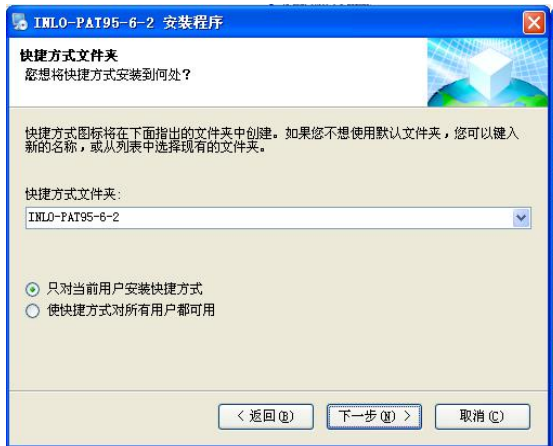 INLO-PAT95-6-2 安装程序
快捷方式文件夹
您想将快捷方式安装到何处?
快捷方式图标将在下面指出的文件夹中创建。如果您不想使用默认文件夹，您可以键入
新的名称，或从列表中选择现有的文件夹。
快捷方式文件夹:
INLO-PAT95-6-2
只对当前用户安装快捷方式
使快捷方式对所有用户都可用
< 返回(B)
下一步(N) >
取消(C)